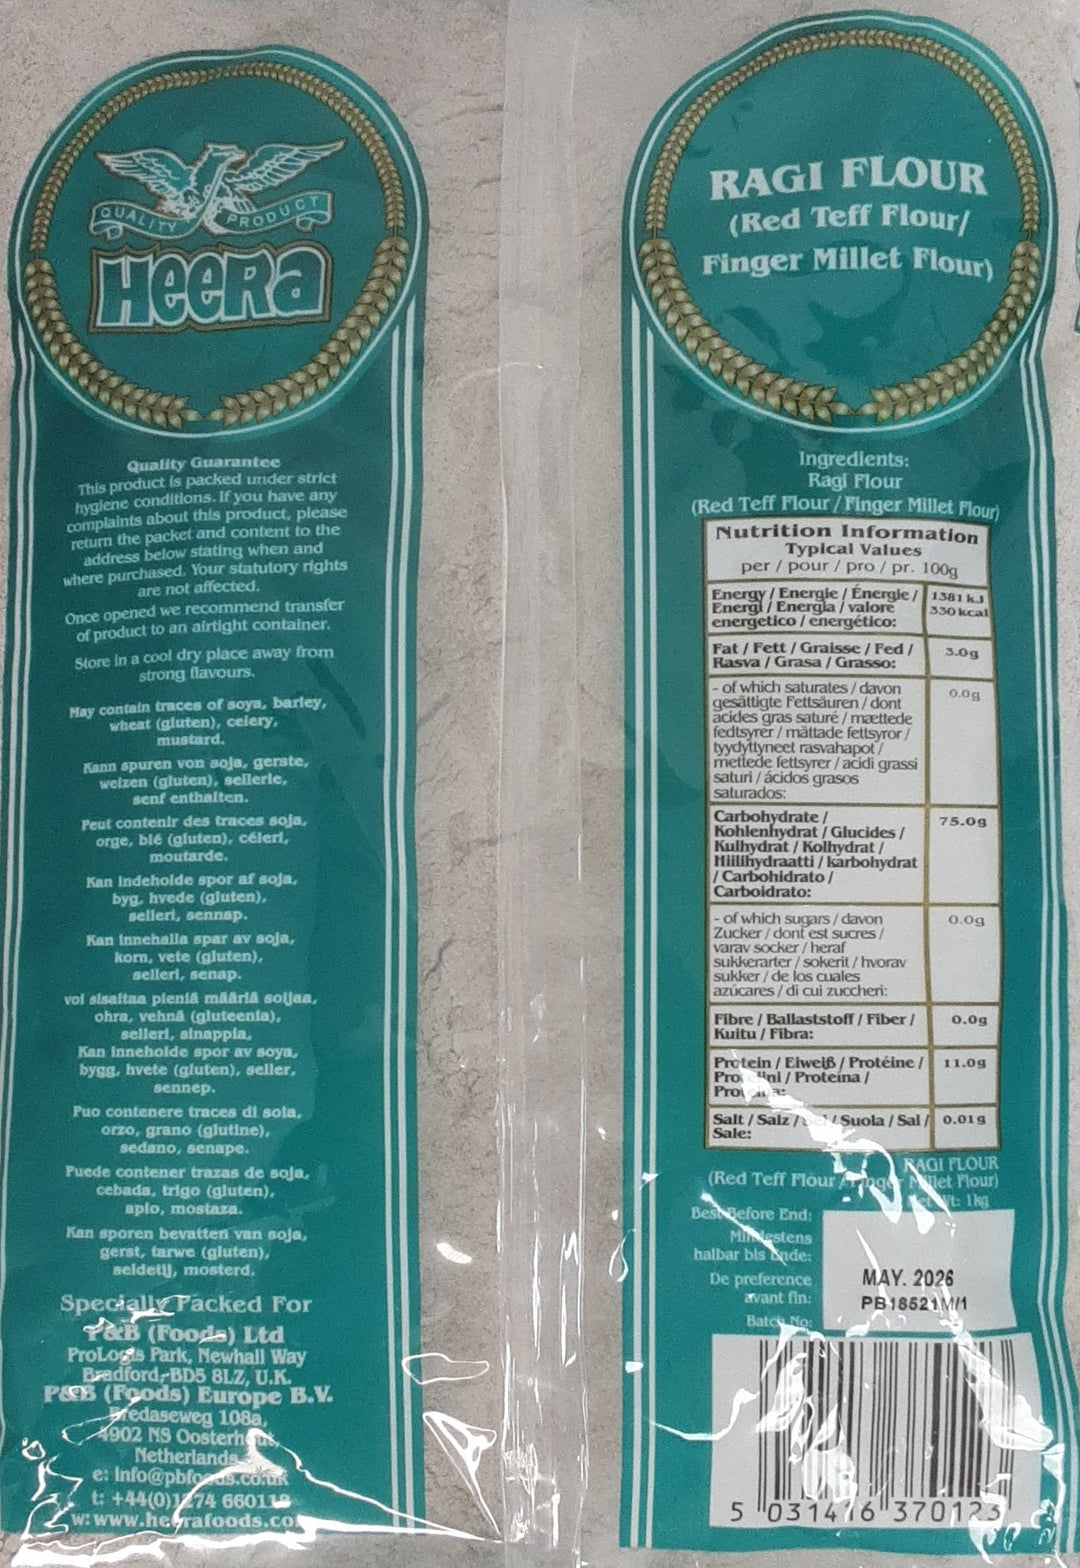 QUALITY PRODUCT
HEERA
Quality Guarantee
This product is packed under strict
hygiene conditions. If you have any
complaints about this product, please
return the packet and content to the
address below stating when and
where purchased. Your statutory rights
are not affected.
Once opened we recommend transfer
of product to an airtight container.
Store in a cool dry place away from
strong flavours.
May contain traces of soya, barley,
wheat (gluten), celery,
mustard.
Kann spuren von soja, gerste,
weizen (gluten), sellerie,
senf enthalten.
Peut contenir des traces soja,
orge, blé (gluten), céleri,
moutarde.
Kan indeholde spor af soja,
byg, hvede (gluten),
selleri, sennap.
Kan innehalla spar av soja,
korn, vete (gluten),
selleri, senap.
voi sisaltaa pieniä määriä soijaa,
ohra, vehnä (gluteenia),
selleri, sinappia,
Kan inneholde spor av soya,
bygg, hvete (gluten), seller,
sennep.
Puo contenere traces di soia,
orzo, grano (glutine),
sedano, senape.
Puede contener trazas de soja,
cebada, trigo (gluten),
apio, mostaza.
Kan sporen bevatten van soja,
gerst, tarwe (gluten),
seldetij, mosterd.
Specially Packed For
P&B (Foods) Ltd
ProLogis Park, Newhall Way
Bradford, BD5 8LZ, U.K.
P&B (Foods) Europe B.V.
108a,
4902 NS
Netherlands
e:
t: +44(0)1274
w: www.heerafoods.co
RAGI FLOUR
(Red Teff Flour/
Finger Millet Flour)
Ingredients:
Ragi Flour
(Red Teff Flour / Finger Millet Flour)
Nutrition Information
Typical Values
per / pour / pro / pr. 100g
Energy / Energie / Énergie / 1381 kJ
Energi / Energia / valore 330 kcal
energetico / energético:
Fat / Fett / Graisse / Fed / 3.0g
Rasva / Grasa / Grasso:
- of which saturates / davon 0.0g
gesättigte Fettsäuren / dont
acides gras saturé / mættede
fedtsyrer / mättade fettsyror /
tyydyttyneet rasvahapot /
mettede fettsyrer / acidi grassi
saturi / ácidos grasos
saturados:
Carbohydrate / 75.0g
Kohlenhydrat / Glucides /
Kulhydrat / Kolhydrat /
Hiilihydraatti / karbohydrat
/ Carbohidrato /
Carboidrato:
- of which sugars / davon 0.0g
Zucker / dont est sucres /
varav socker / heraf
sukkerarter / sokerit / hvorav
sukker / de los cuales
azúcares / di cui zuccheri:
Fibre / Ballaststoff / Fiber / 0.0g
Kuitu / Fibra:
Protein / Eiweiß / Protéine / 11.0g
/ Proteina /
Salt / Salz / / Suola / Sal / 0.01g
Sale:
RAGI FLOUR
(Red Teff Flour / Finger Millet Flour)
1kg
Best Before End:
Mindestens
halbar bis Ende:
De preference
avant fin:
Batch No:
MAY. 2026
PB18521M/1
5 031416 370123